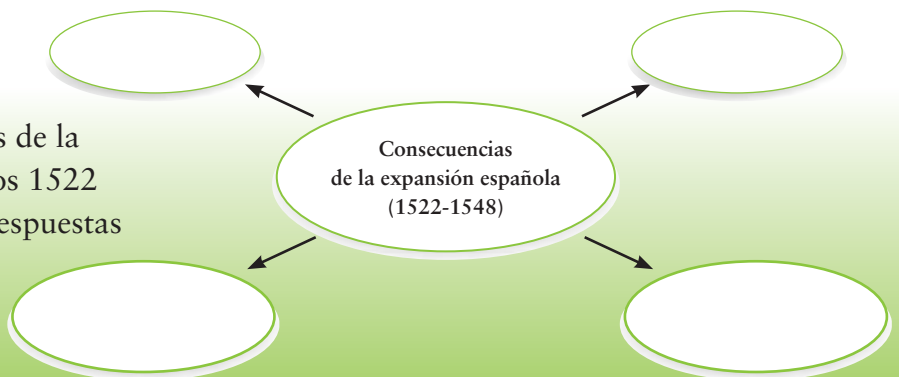 s de la
os 1522
espuestas
Consecuencias
de la expansión española
(1522-1548)